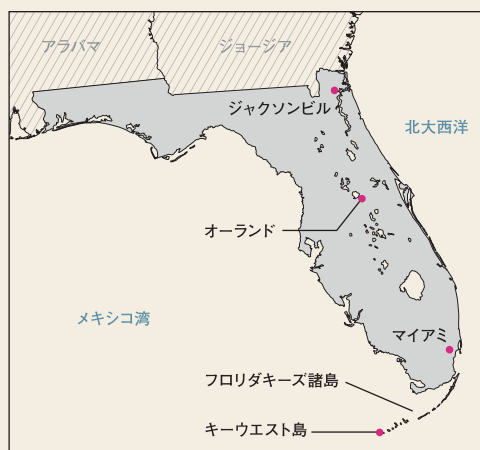 アラバマ
ジョージア
ジャクソンビル
北大西洋
オーランド
メキシコ湾
マイアミ
フロリダキーズ諸島
キーウエスト島